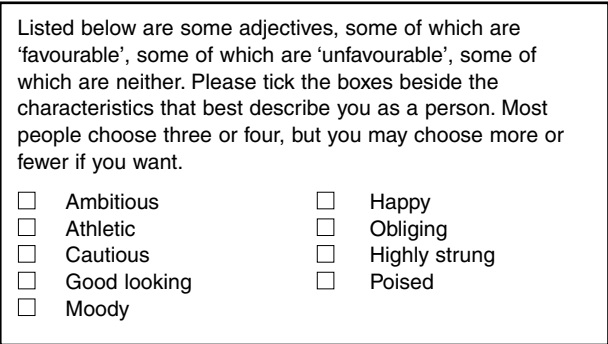 Listed below are some adjectives, some of which are
‘favourable’, some of which are ‘unfavourable’, some of
which are neither. Please tick the boxes beside the
characteristics that best describe you as a person. Most
people choose three or four, but you may choose more or
fewer if you want.
Ambitious
Athletic
Cautious
Good looking
Moody
Happy
Obliging
Highly strung
Poised